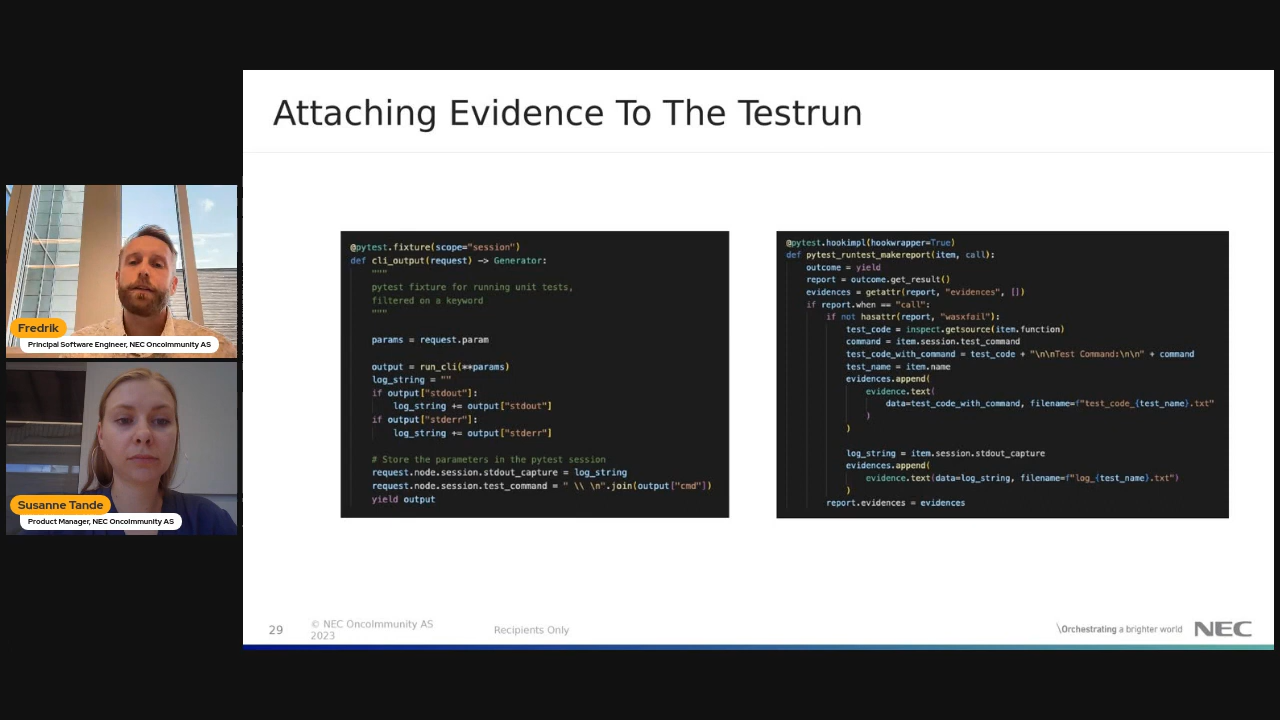 Attaching Evidence To The Testrun
@pytest.fixture(scope="session")
def cli_output(request) -> Generator:
"""
pytest fixture for running unit tests,
filtered on a keyword
"""
params = request.param
output = run_cli(**params)
log_string = ""
if output["stdout"]:
log_string += output["stdout"]
if output["stderr"]:
log_string += output["stderr"]
# Store the parameters in the pytest session
request.node.session.stdout_capture = log_string
request.node.session.test_command = " \\ \n".join(output["cmd"])
yield output
@pytest.hookimpl(hookwrapper=True)
def pytest_runtest_makereport(item, call):
outcome = yield
report = outcome.get_result()
evidences = getattr(report, "evidences", [])
if report.when == "call":
if not hasattr(report, "wasxfail"):
test_code = inspect.getsource(item.function)
command = item.session.test_command
test_code_with_command = test_code + "\n\nTest Command:\n\n" + command
test_name = item.name
evidences.append(
evidence.text(
data=test_code_with_command, filename=f"test_code_{test_name}.txt"
)
)
log_string = item.session.stdout_capture
evidences.append(
evidence.text(data=log_string, filename=f"log_{test_name}.txt")
)
report.evidences = evidences
Fredrik
Principal Software Engineer, NEC OncoImmunity AS
Susanne Tande
Product Manager, NEC OncoImmunity AS
29
© NEC OncoImmunity AS
2023
Recipients Only
\Orchestrating a brighter world
NEC